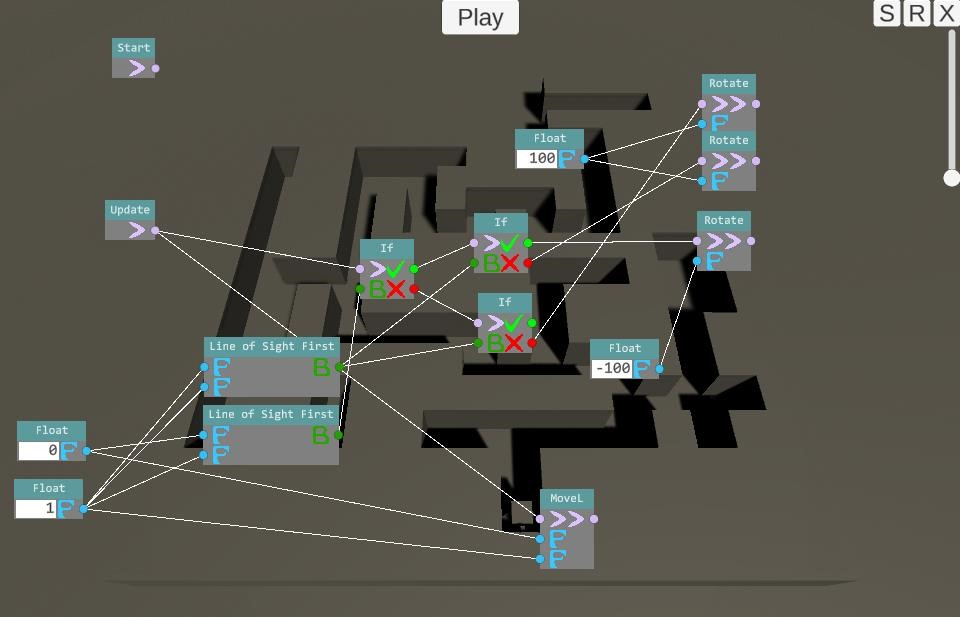 Play
S R X
Start
Rotate
F
Float
100 F
Rotate
F
Update
Rotate
F
If
B
If
B
If
B
Line of Sight First
F B
F
Float
-100 F
Line of Sight First
F B
F
Float
0 F
Float
1 F
MoveL
F
F